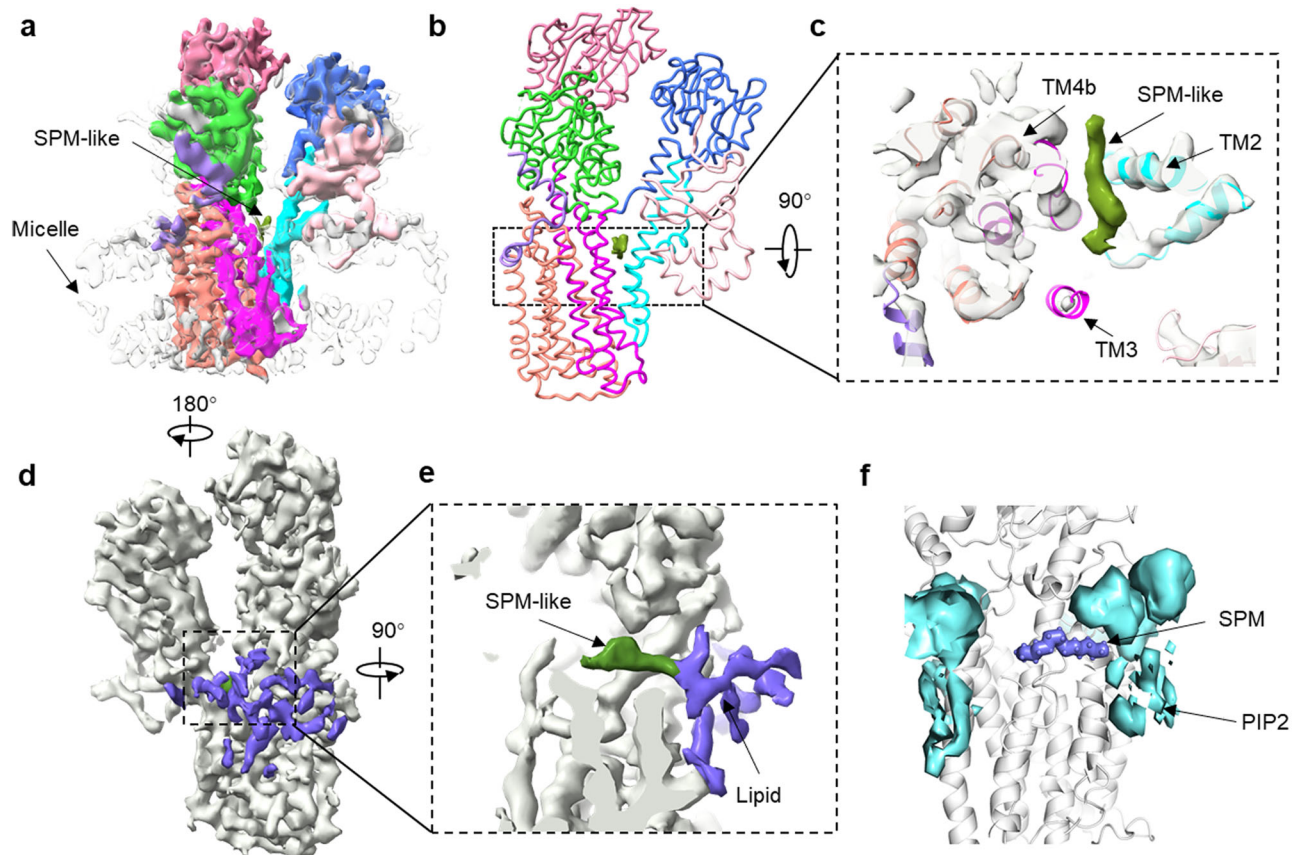 a
b
c
SPM-like
Micelle
90°
TM4b
SPM-like
TM2
TM3
180°
d
e
f
SPM-like
90°
Lipid
SPM
PIP2